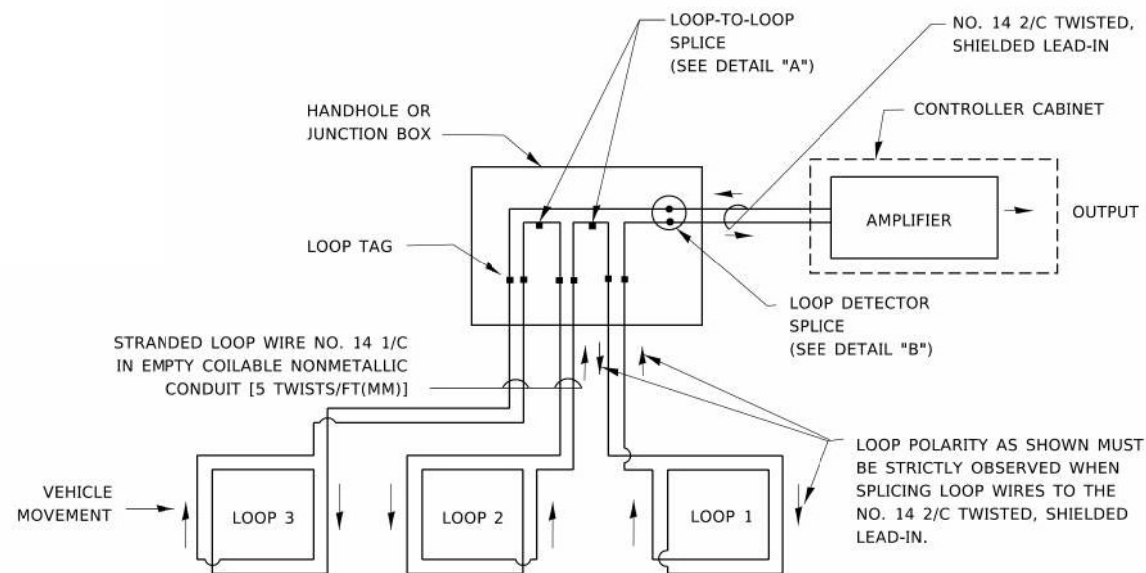 LOOP-TO-LOOP
SPLICE
(SEE DETAIL "A")
NO. 14 2/C TWISTED,
SHIELDED LEAD-IN
HANDHOLE OR
JUNCTION BOX
CONTROLLER CABINET
AMPLIFIER
OUTPUT
LOOP TAG
LOOP DETECTOR
SPLICE
(SEE DETAIL "B")
STRANDED LOOP WIRE NO. 14 1/C
IN EMPTY COILABLE NONMETALLIC
CONDUIT [5 TWISTS/FT(MM)]
LOOP POLARITY AS SHOWN MUST
BE STRICTLY OBSERVED WHEN
SPLICING LOOP WIRES TO THE
NO. 14 2/C TWISTED, SHIELDED
LEAD-IN.
VEHICLE
MOVEMENT
LOOP 3
LOOP 2
LOOP 1